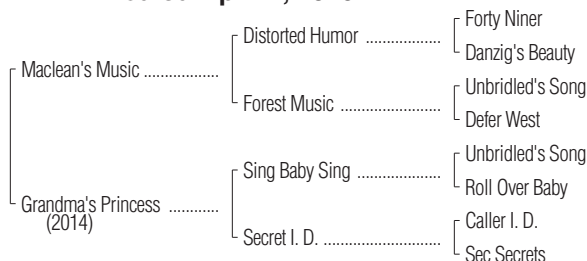 Forty Niner
Distorted Humor ..................
Danzig's Beauty
Maclean's Music ..................
Unbridled's Song
Forest Music ........................
Defer West
Unbridled's Song
Sing Baby Sing ....................
Roll Over Baby
Grandma's Princess ............
(2014)
Caller I. D.
Secret I. D. ...........................
Sec Secrets